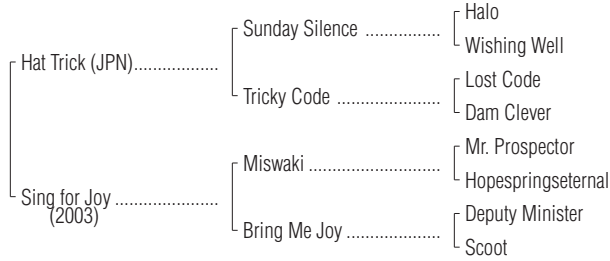 Halo
Sunday Silence ..................
Wishing Well
Hat Trick (JPN)....................
Lost Code
Tricky Code ........................
Dam Clever
Mr. Prospector
Miswaki ..............................
Hopespringseternal
Sing for Joy ........................
(2003)
Deputy Minister
Bring Me Joy ......................
Scoot